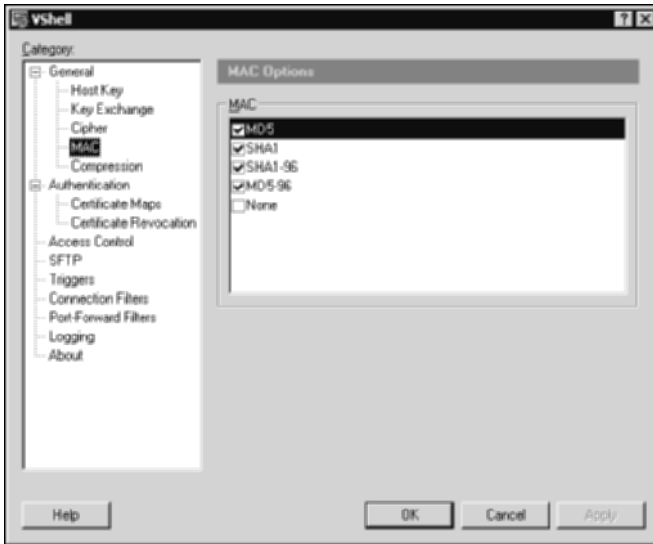 VShell
Category:
General
Host Key
Key Exchange
Cipher
MAC
Compression
Authentication
Certificate Maps
Certificate Revocation
Access Control
SFTP
Triggers
Connection Filters
Port-Forward Filters
Logging
About
MAC Options
MAC
MD5
SHA1
SHA1-96
MD5-96
None
Help
OK
Cancel
Apply